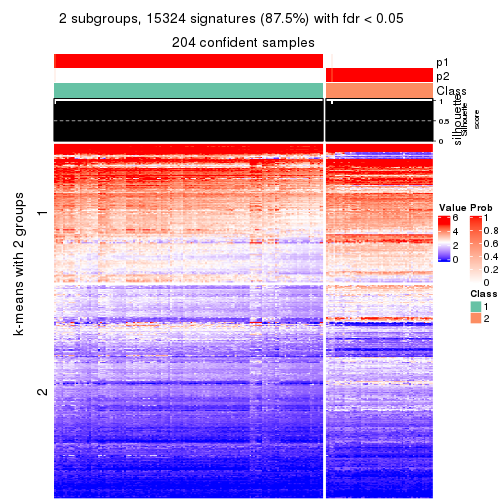 2 subgroups, 15324 signatures (87.5%) with fdr < 0.05
204 confident samples
p1
p2
Class
1
0.5
0
silhouette
Silhouette
score
k-means with 2 groups
1
2
Value
6
4
2
0
Prob
1
0.8
0.6
0.4
0.2
0
Class
1
2